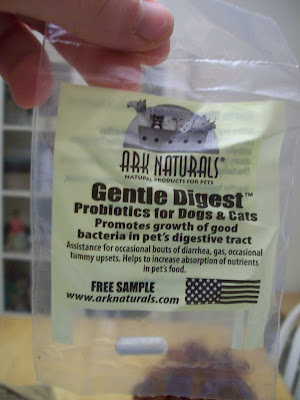 ARK NATURALS®
NATURAL PRODUCTS FOR PETS
Gentle Digest™
Probiotics for Dogs & Cats
Promotes growth of good
bacteria in pet's digestive tract
Assistance for occasional bouts of diarrhea, gas, occasional
tummy upsets. Helps to increase absorption of nutrients
in pet's food.
FREE SAMPLE
www.arknaturals.com